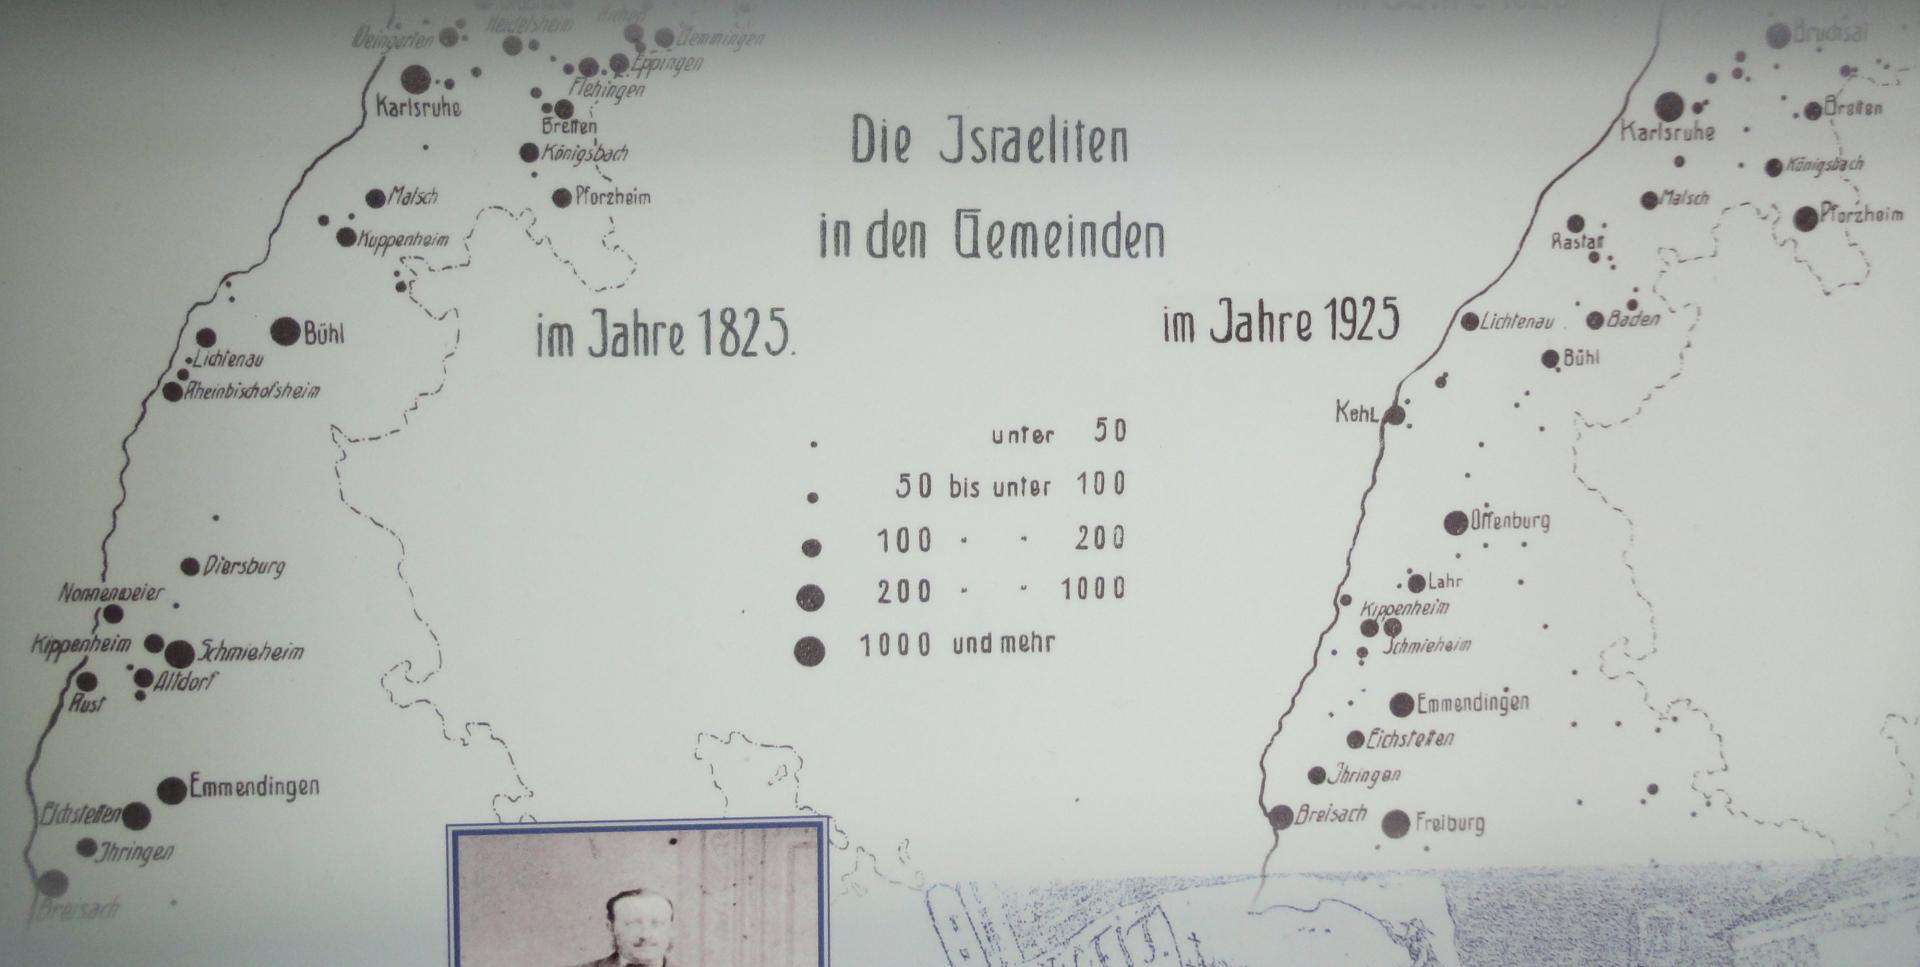 Weingarten
Heidelsheim
Gemmingen
Eppingen
Flehingen
Karlsruhe
Bretten
Königsbach
Malsch
Pforzheim
Kuppenheim
Bühl
Lichtenau
Rheinbischofsheim
Diersburg
Nonnenweier
Kippenheim
Schmieheim
Altdorf
Rust
Emmendingen
Eichstetten
Ihringen
Breisach
Die Israeliten
in den Gemeinden
im Jahre 1825.
im Jahre 1925
unter 50
50 bis unter 100
100 " " 200
200 " " 1000
1000 und mehr
Bruchsal
Karlsruhe
Bretten
Königsbach
Malsch
Pforzheim
Rastatt
Lichtenau
Baden
Bühl
Kehl
Offenburg
Lahr
Kippenheim
Schmieheim
Emmendingen
Eichstetten
Ihringen
Breisach
Freiburg